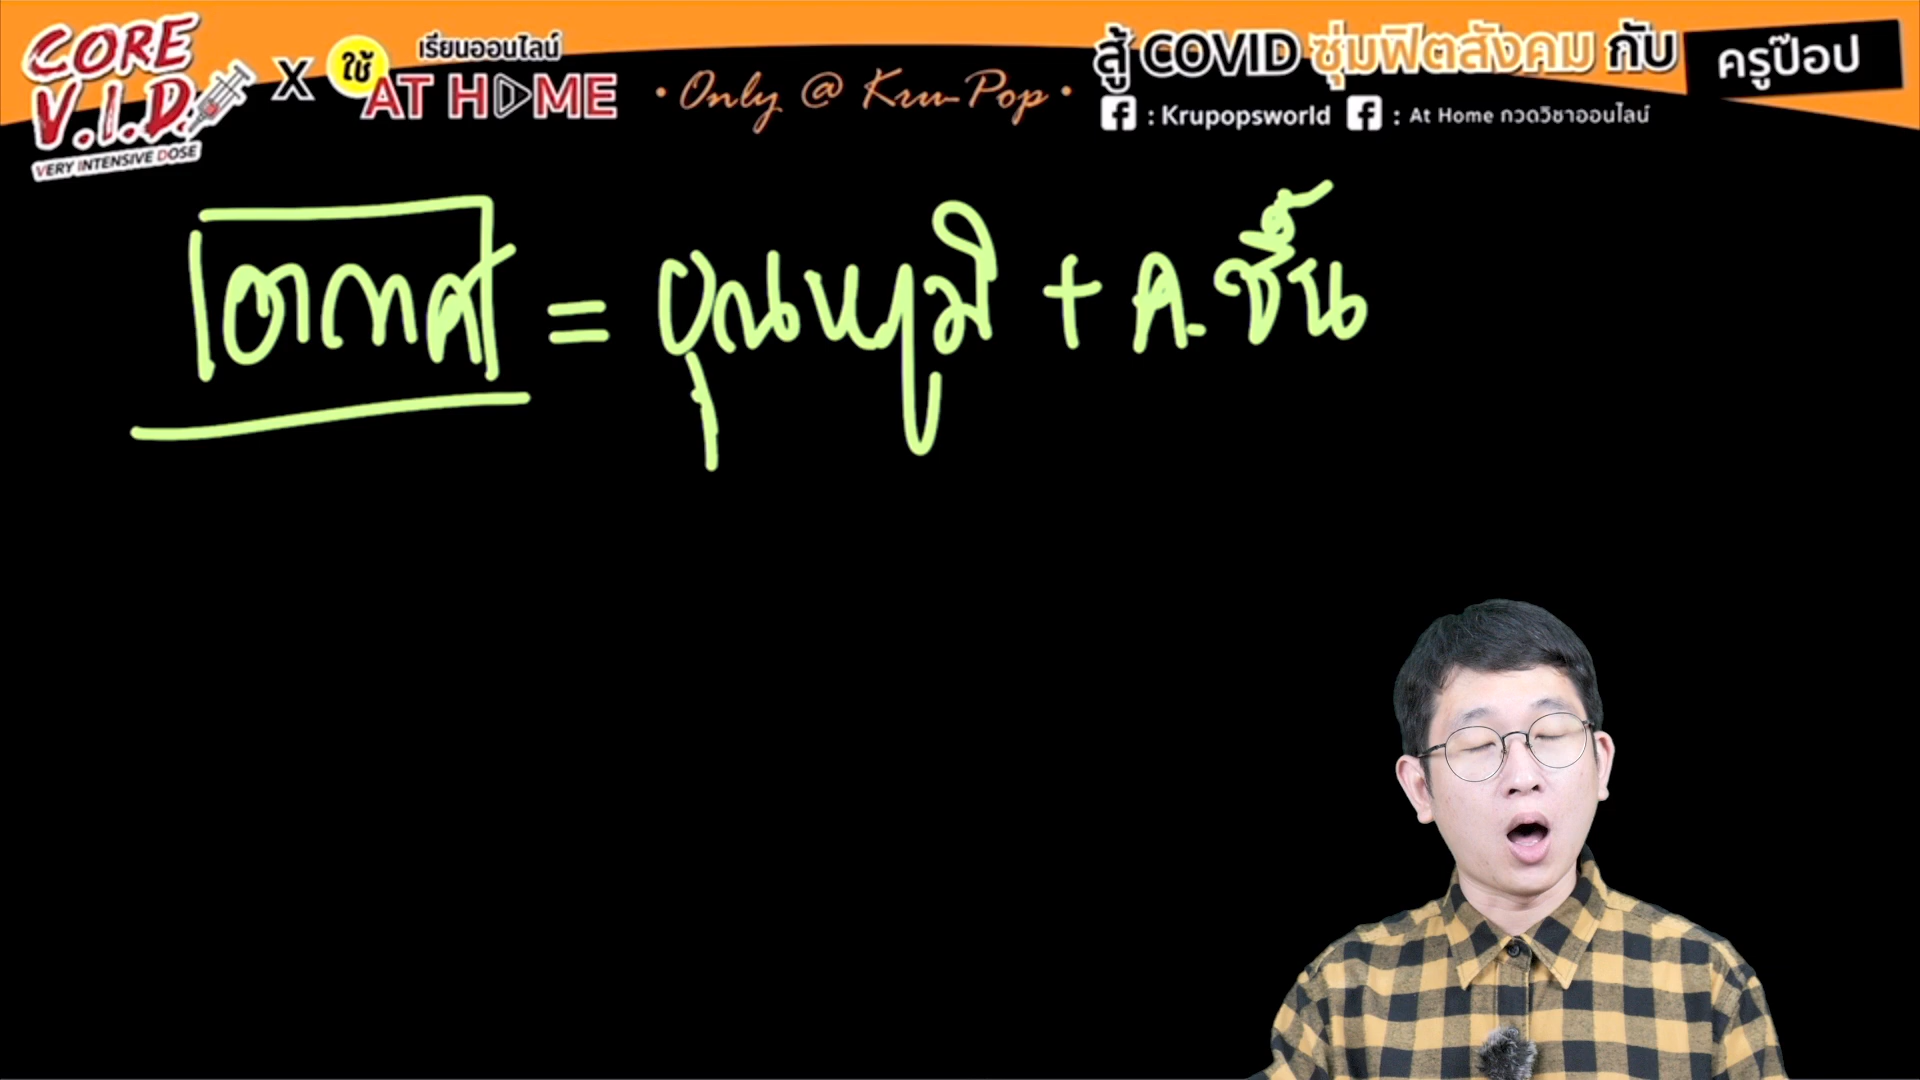 CORE
V.I.D.
VERY INTENSIVE DOSE
X
ใช้
เรียนออนไลน์
AT HOME
• Only @ Kru-Pop •
สู้ COVID ซุ่มฟิตสังคม กับ ครูป๊อป
: Krupopsworld : At Home กวดวิชาออนไลน์
อากาศ = อุณหภูมิ + ค.ชื้น